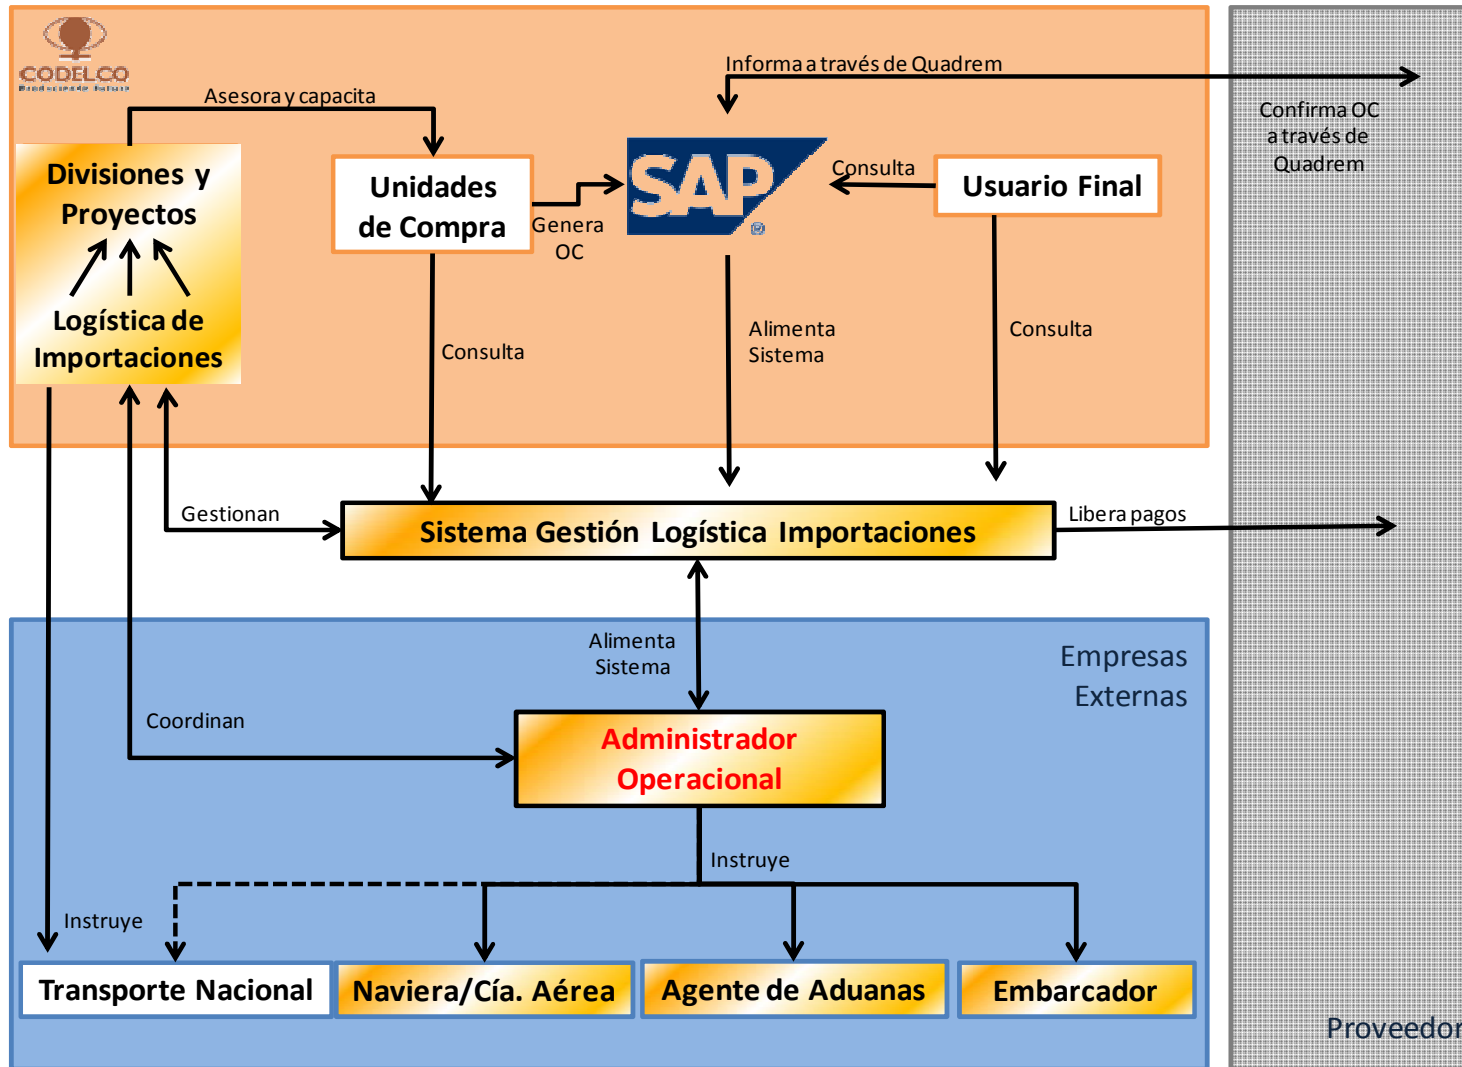 CODELCO
Asesora y capacita
Informa a través de Quadrem
Confirma OC
a través de
Quadrem
Divisiones y
Proyectos
Logística de
Importaciones
Unidades
de Compra
Genera
OC
SAP
®
Consulta
Usuario Final
Consulta
Alimenta
Sistema
Consulta
Gestionan
Sistema Gestión Logística Importaciones
Libera pagos
Alimenta
Sistema
Empresas
Externas
Coordinan
Administrador
Operacional
Instruye
Instruye
Transporte Nacional
Naviera/Cía. Aérea
Agente de Aduanas
Embarcador
Proveedor